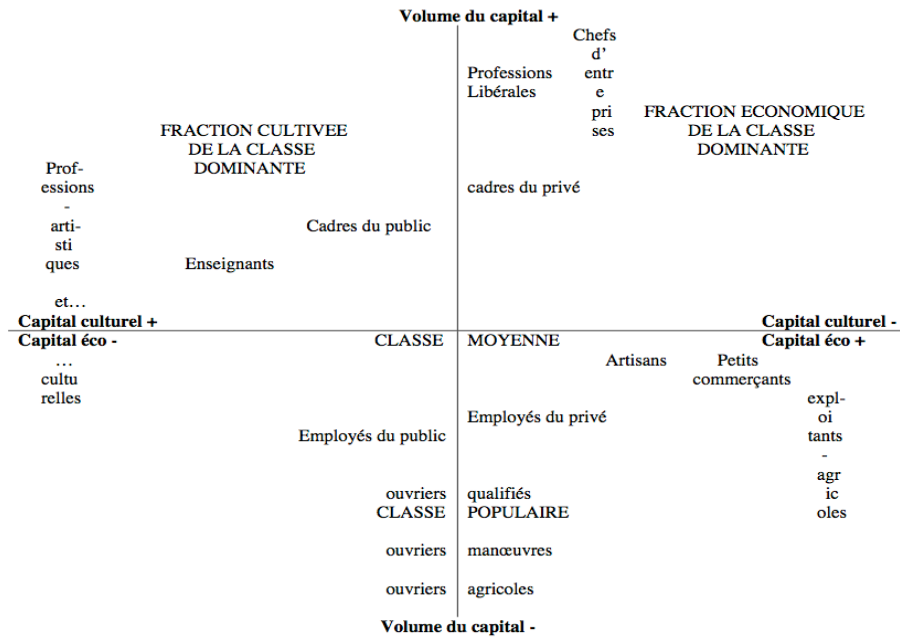 Volume du capital +
Chefs
d’
Professions entr
Libérales e
pri FRACTION ECONOMIQUE
FRACTION CULTIVEE ses DE LA CLASSE
DE LA CLASSE DOMINANTE
Prof- DOMINANTE
essions cadres du privé
-
arti- Cadres du public
sti
ques Enseignants
et…
Capital culturel + Capital culturel -
Capital éco - CLASSE MOYENNE Capital éco +
… Artisans Petits
cultu commerçants
relles expl-
Employés du privé oi
Employés du public tants
-
agr
ouvriers qualifiés ic
CLASSE POPULAIRE oles
ouvriers manœuvres
ouvriers agricoles
Volume du capital -